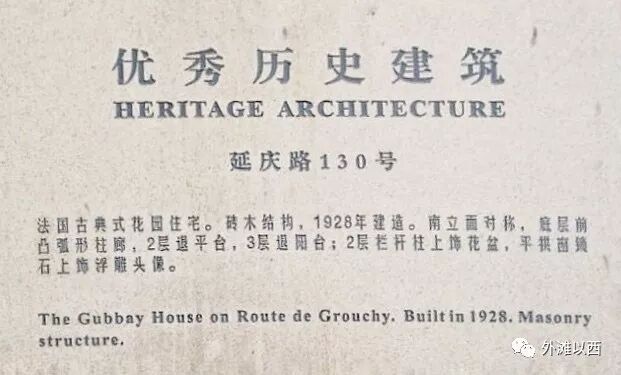 优秀历史建筑
HERITAGE ARCHITECTURE
延庆路130号
法国古典式花园住宅。砖木结构，1928年建造。南立面对称，底层前
凸弧形柱廊，2层退平台，3层退阳台；2层栏杆柱上饰花盆，平拱窗锁
石上饰浮雕头像。
The Gubbay House on Route de Grouchy. Built in 1928. Masonry
structure.
外滩以西